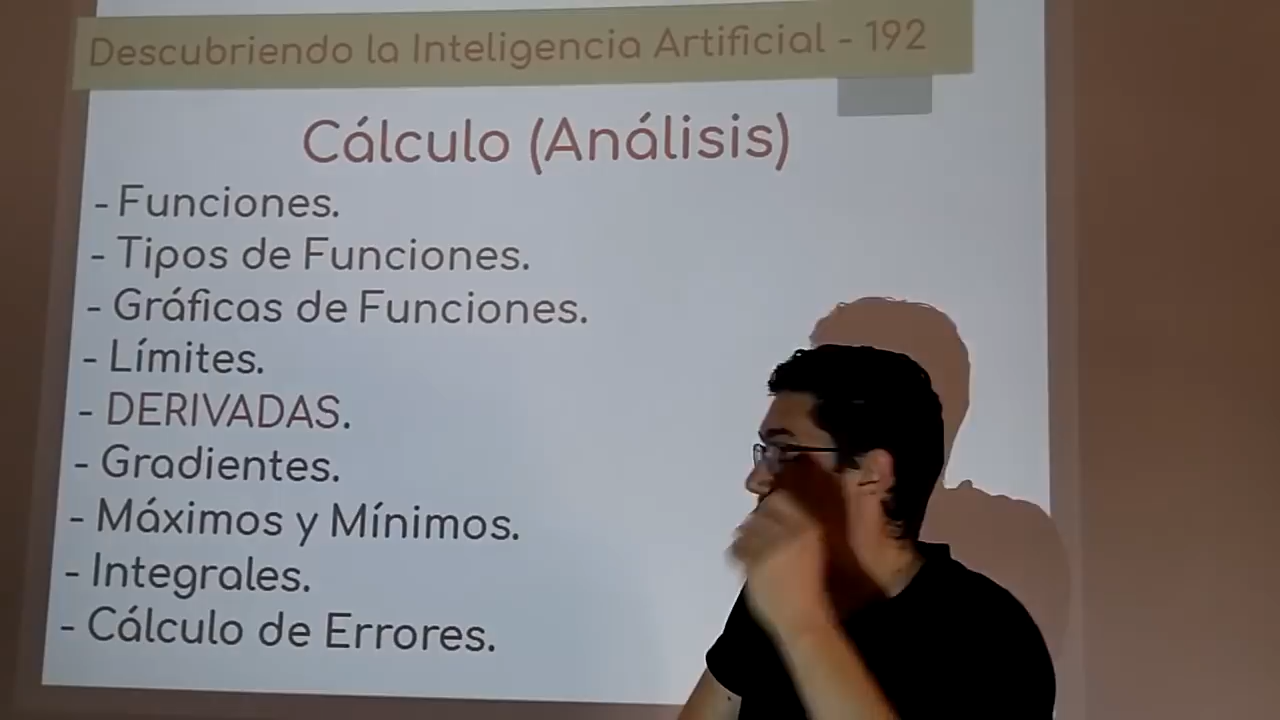 Descubriendo la Inteligencia Artificial - 192
Cálculo (Análisis)
- Funciones.
- Tipos de Funciones.
- Gráficas de Funciones.
- Límites.
- DERIVADAS.
- Gradientes.
- Máximos y Mínimos.
- Integrales.
- Cálculo de Errores.